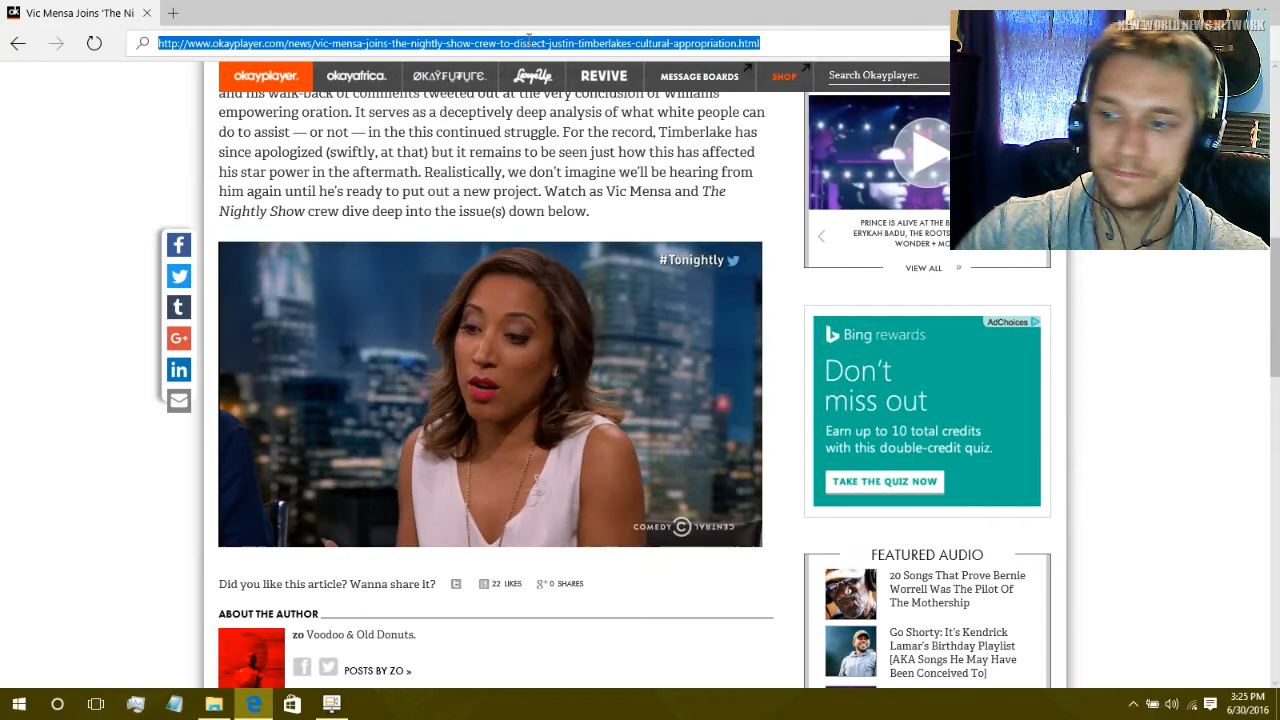 Vic Mensa Joins The Nig
http://www.okayplayer.com/news/vic-mensa-joins-the-nightly-show-crew-to-dissect-justin-timberlakes-cultural-appropriation.html
NEW WORLD NEWS NETWORK
okayplayer. okayafrica. OKAYFUTURE. LargeUp REVIVE MESSAGE BOARDS SHOP Search Okayplayer.
and his walk-back of comments tweeted out at the very conclusion of Williams'
empowering oration. It serves as a deceptively deep analysis of what white people can
do to assist — or not — in the this continued struggle. For the record, Timberlake has
since apologized (swiftly, at that) but it remains to be seen just how this has affected
his star power in the aftermath. Realistically, we don't imagine we'll be hearing from
him again until he's ready to put out a new project. Watch as Vic Mensa and The
Nightly Show crew dive deep into the issue(s) down below.
#Tonightly
COMEDY CENTRAL
Did you like this article? Wanna share it? 22 LIKES 0 SHARES
ABOUT THE AUTHOR
zo Voodoo & Old Donuts.
POSTS BY ZO »
PRINCE IS ALIVE AT THE B
ERYKAH BADU, THE ROOTS
WONDER + MO
VIEW ALL »
AdChoices
Bing rewards
Don't
miss out
Earn up to 10 total credits
with this double-credit quiz.
TAKE THE QUIZ NOW
FEATURED AUDIO
20 Songs That Prove Bernie
Worrell Was The Pilot Of
The Mothership
Go Shorty: It's Kendrick
Lamar's Birthday Playlist
[AKA Songs He May Have
Been Conceived To]
3:25 PM
6/30/2016